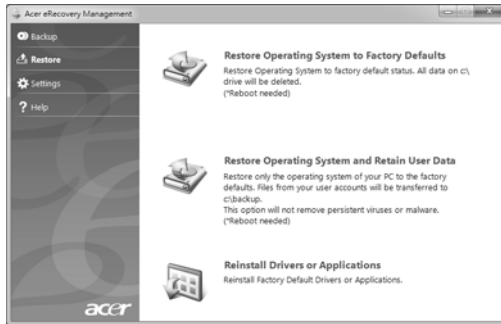 Acer eRecovery Management
Backup
Restore
Settings
Help
Restore Operating System to Factory Defaults
Restore Operating System to factory default status. All data on c:\
drive will be deleted.
(*Reboot needed)
Restore Operating System and Retain User Data
Restore only the operating system of your PC to the factory
defaults. Files from your user accounts will be transferred to
c:\backup.
This option will not remove persistent viruses or malware.
(*Reboot needed)
Reinstall Drivers or Applications
Reinstall Factory Default Drivers or Applications.
acer